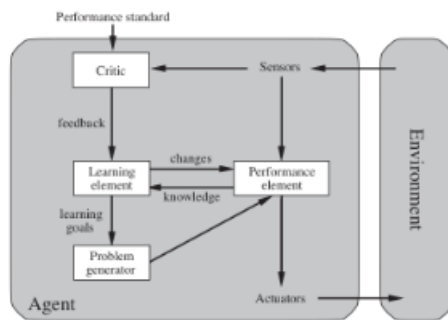 Performance standard
Critic
Sensors
feedback
Learning
element
changes
knowledge
Performance
element
learning
goals
Problem
generator
Agent
Actuators
Environment